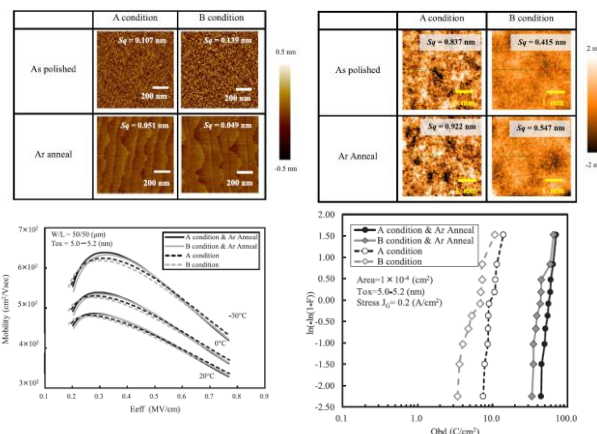 A condition B condition
As polished
Sq = 0.107 nm
Sq = 0.139 nm
200 nm
200 nm
Ar anneal
Sq = 0.051 nm
Sq = 0.049 nm
200 nm
200 nm
0.5 nm
-0.5 nm
A condition B condition
As polished
Sq = 0.837 nm
Sq = 0.415 nm
Ar Anneal
Sq = 0.922 nm
Sq = 0.547 nm
2 n
-2 n
Mobility (cm²/Vsec)
7×10²
6×10²
5×10²
4×10²
3×10²
W/L = 50/50 (μm)
Tox = 5.0–5.2 (nm)
A condition & Ar Anneal
B condition & Ar Anneal
A condition
B condition
-30°C
0°C
20°C
0.1 0.2 0.3 0.4 0.5 0.6 0.7 0.8 0.9
Eeff (MV/cm)
ln(-ln(1-F))
2.00
1.50
1.00
0.50
0.00
-0.50
-1.00
-1.50
-2.00
-2.50
A condition & Ar Anneal
B condition & Ar Anneal
A condition
B condition
Area=1×10⁻⁴ (cm²)
Tox=5.0-5.2 (nm)
Stress J_G= 0.2 (A/cm²)
0.1 1.0 10.0 100.0
Qbd (C/cm²)